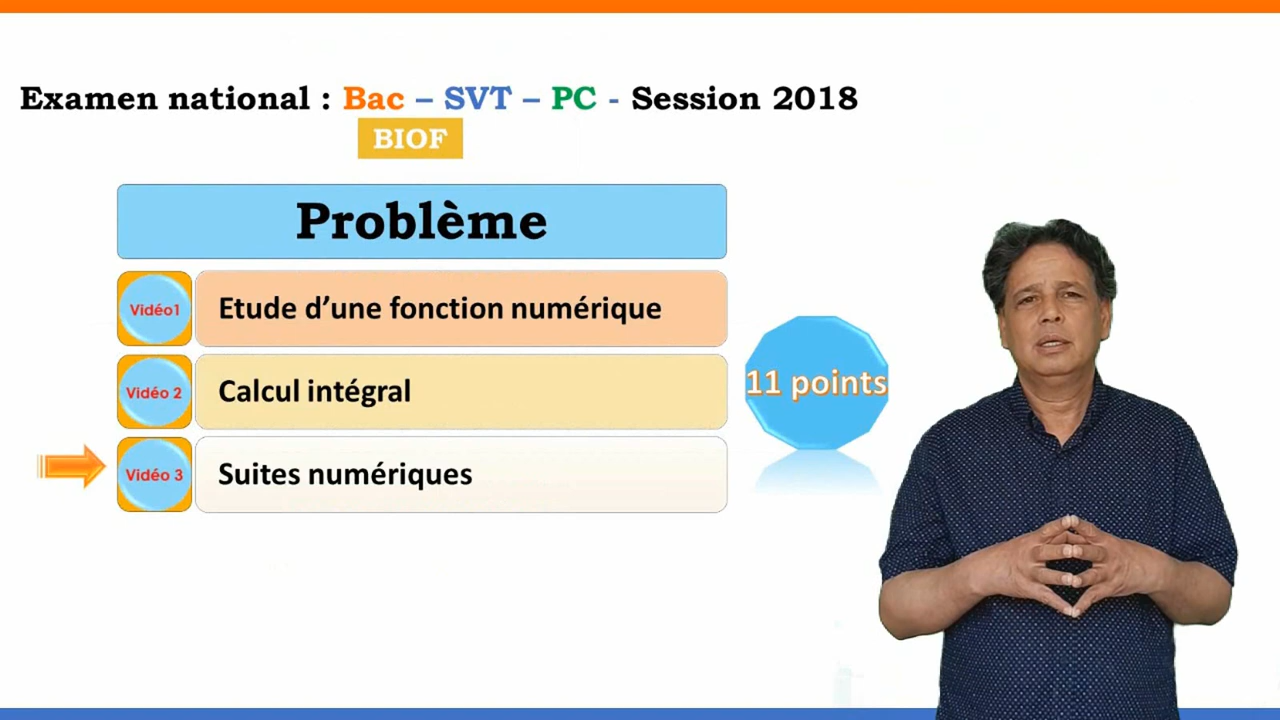 Examen national : Bac – SVT – PC - Session 2018
BIOF
Problème
Vidéo1
Etude d’une fonction numérique
Vidéo 2
Calcul intégral
11 points
Vidéo 3
Suites numériques